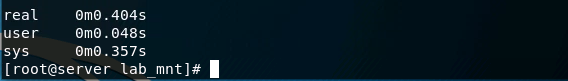 real    0m0.404s
user    0m0.048s
sys     0m0.357s
[root@server lab_mnt]#